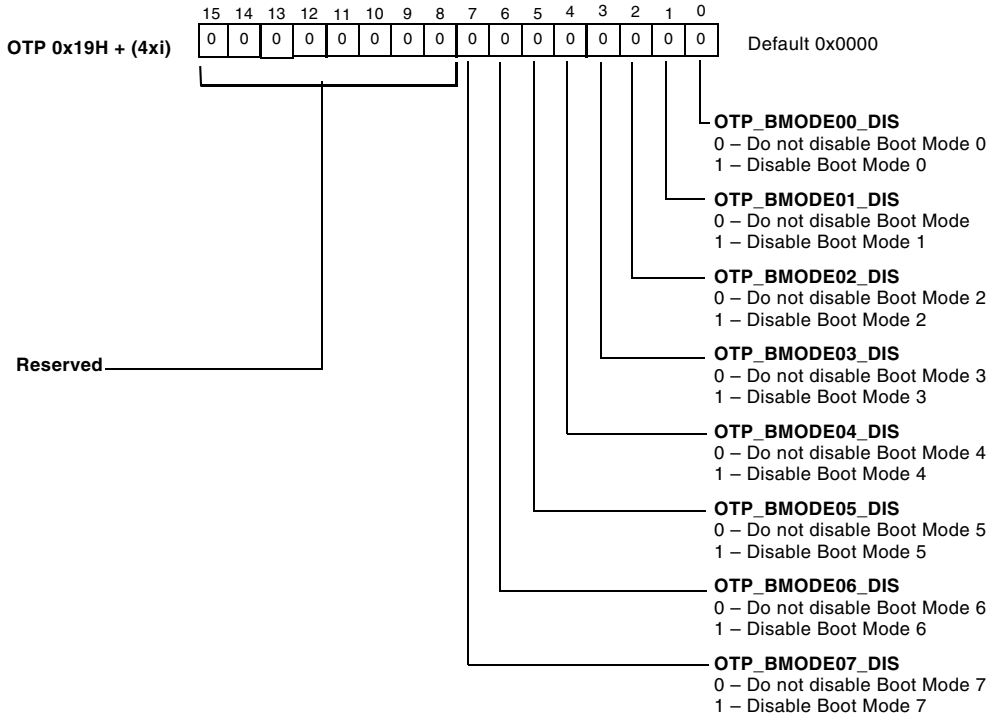 15 14 13 12 11 10 9 8 7 6 5 4 3 2 1 0
OTP 0x19H + (4xi) 0 0 0 0 0 0 0 0 0 0 0 0 0 0 0 0 Default 0x0000
OTP_BMODE00_DIS
0 – Do not disable Boot Mode 0
1 – Disable Boot Mode 0
OTP_BMODE01_DIS
0 – Do not disable Boot Mode
1 – Disable Boot Mode 1
OTP_BMODE02_DIS
0 – Do not disable Boot Mode 2
1 – Disable Boot Mode 2
Reserved
OTP_BMODE03_DIS
0 – Do not disable Boot Mode 3
1 – Disable Boot Mode 3
OTP_BMODE04_DIS
0 – Do not disable Boot Mode 4
1 – Disable Boot Mode 4
OTP_BMODE05_DIS
0 – Do not disable Boot Mode 5
1 – Disable Boot Mode 5
OTP_BMODE06_DIS
0 – Do not disable Boot Mode 6
1 – Disable Boot Mode 6
OTP_BMODE07_DIS
0 – Do not disable Boot Mode 7
1 – Disable Boot Mode 7